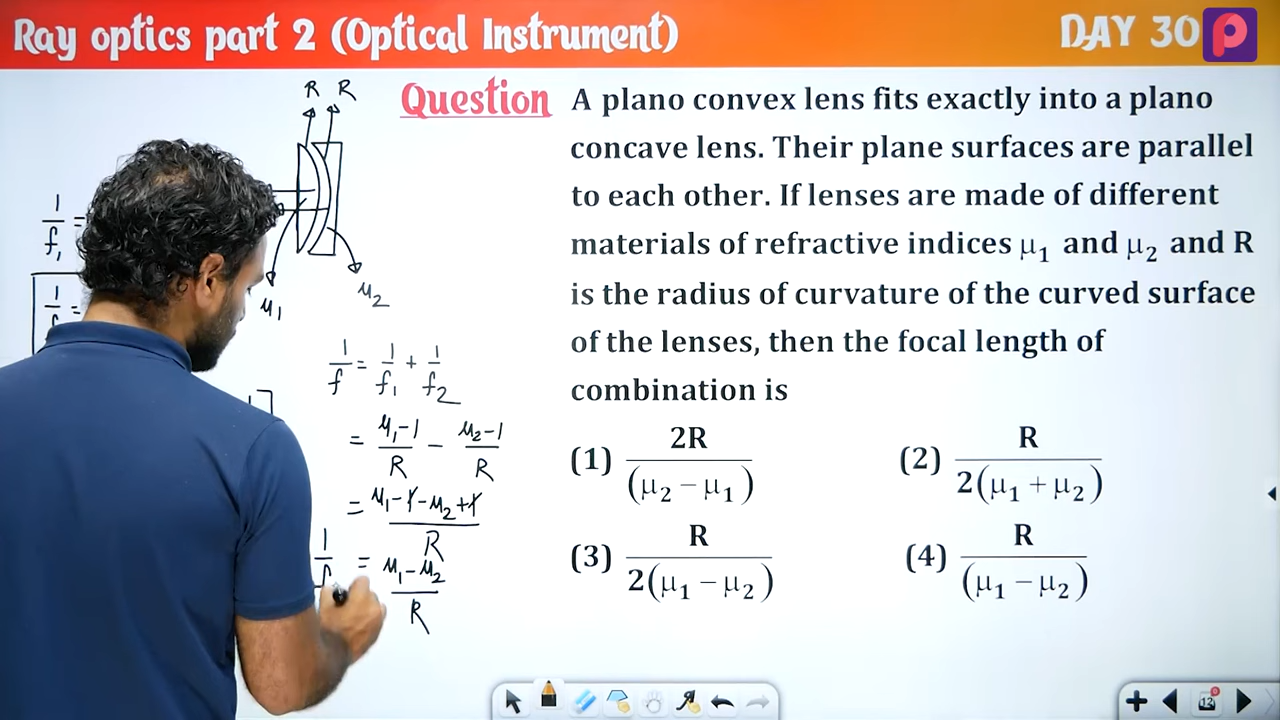 Ray optics part 2 (Optical Instrument)
DAY 30
Question
A plano convex lens fits exactly into a plano
concave lens. Their plane surfaces are parallel
to each other. If lenses are made of different
materials of refractive indices μ₁ and μ₂ and R
is the radius of curvature of the curved surface
of the lenses, then the focal length of
combination is
(1) 2R/(μ₂ − μ₁)
(2) R/2(μ₁ + μ₂)
(3) R/2(μ₁ − μ₂)
(4) R/(μ₁ − μ₂)
R R
μ₁
μ₂
1/f₁ =
1/f = 1/f₁ + 1/f₂
= μ₁-1/R − μ₂-1/R
= μ₁-1-μ₂+1/R
1/f = μ₁-μ₂/R
12